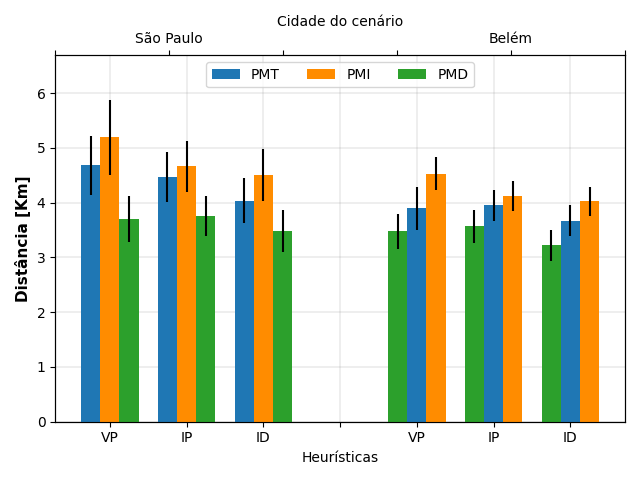 Cidade do cenário
São Paulo Belém
PMT PMI PMD
6
5
4
3
2
1
0
Distância [Km]
VP IP ID VP IP ID
Heurísticas